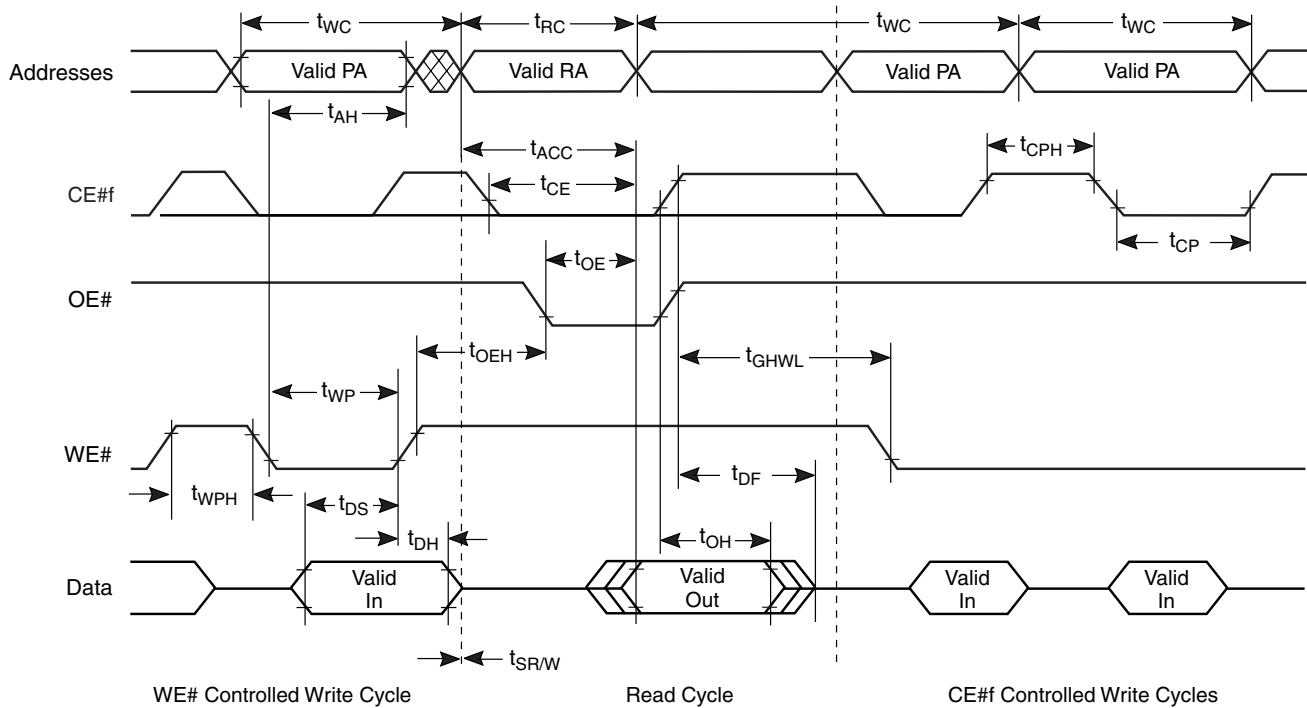 tWC tRC tWC tWC
Addresses Valid PA Valid RA Valid PA Valid PA
tAH
tACC tCPH
CE#f tCE
tOE tCP
OE#
tOEH tGHWL
tWP
WE#
tWPH tDS tDF
tDH tOH
Data Valid In Valid Out Valid In Valid In
tSR/W
WE# Controlled Write Cycle Read Cycle CE#f Controlled Write Cycles